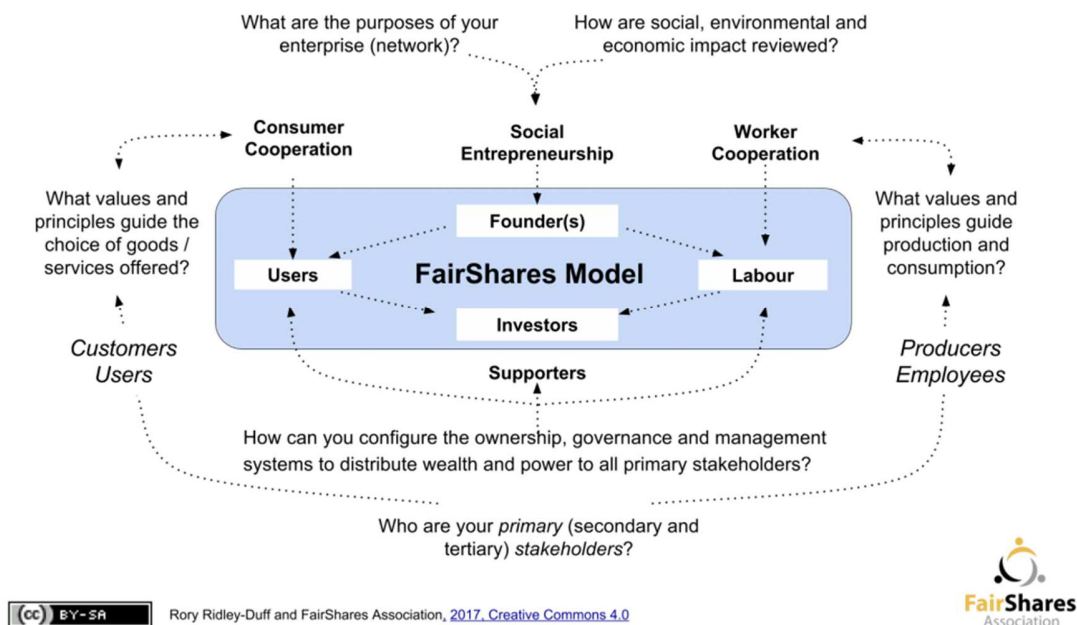 What are the purposes of your
enterprise (network)?
How are social, environmental and
economic impact reviewed?
Consumer
Cooperation
Social
Entrepreneurship
Worker
Cooperation
What values and
principles guide the
choice of goods /
services offered?
Founder(s)
Users
FairShares Model
Labour
Investors
What values and
principles guide
production and
consumption?
Customers
Users
Supporters
Producers
Employees
How can you configure the ownership, governance and management
systems to distribute wealth and power to all primary stakeholders?
Who are your primary (secondary and
tertiary) stakeholders?
(cc) BY-SA
Rory Ridley-Duff and FairShares Association, 2017, Creative Commons 4.0
FairShares
Association